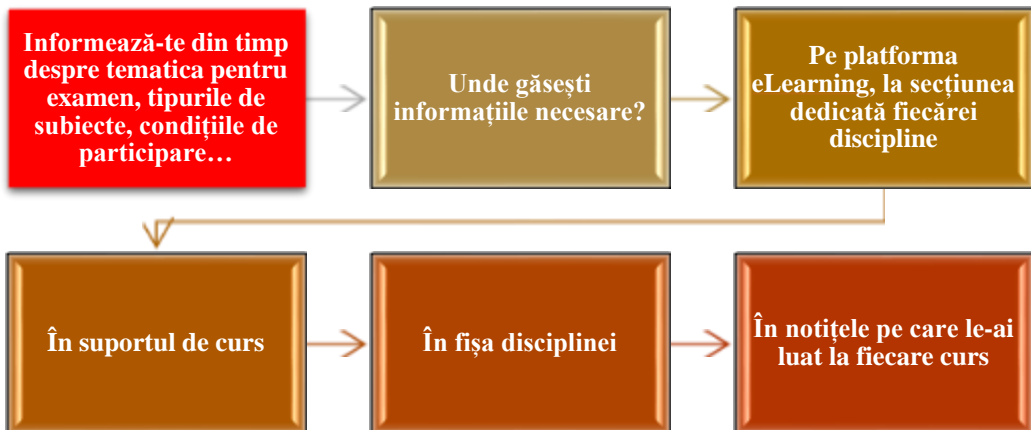 Informează-te din timp
despre tematica pentru
examen, tipurile de
subiecte, condițiile de
participare…
Unde găsești
informațiile necesare?
Pe platforma
eLearning, la secțiunea
dedicată fiecărei
discipline
În suportul de curs
În fișa disciplinei
În notițele pe care le-ai
luat la fiecare curs